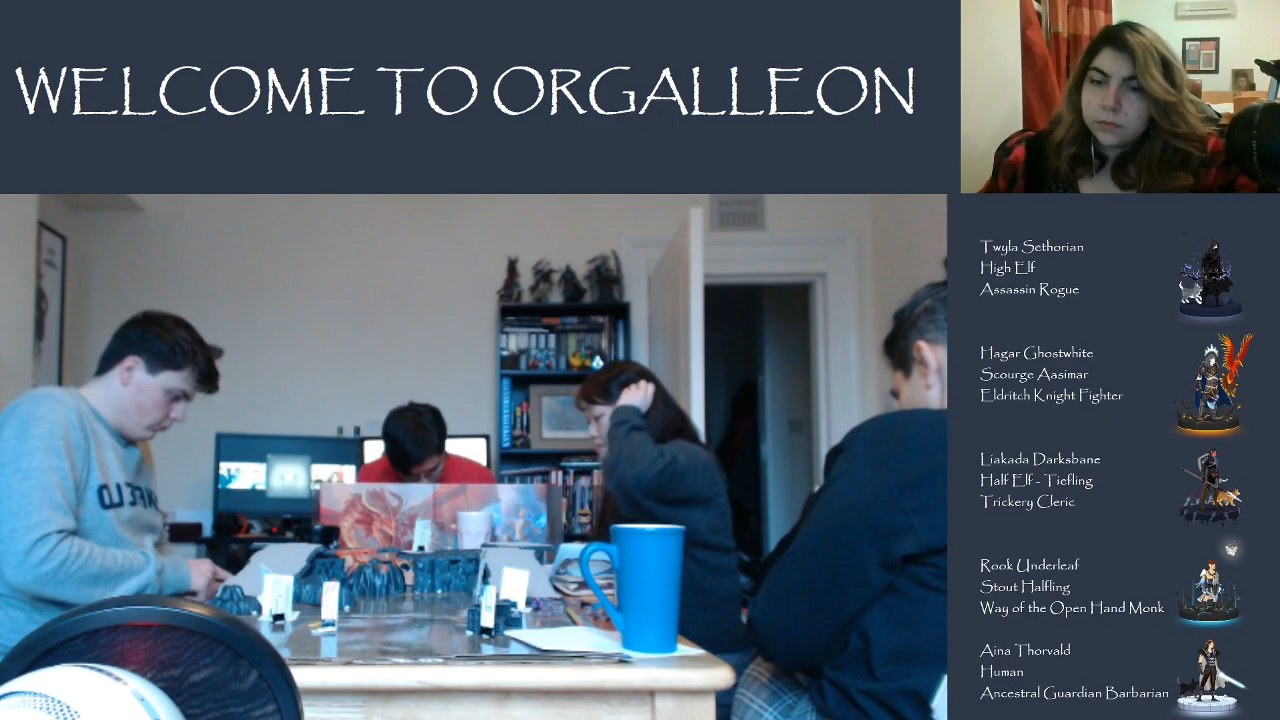 WELCOME TO ORGALLEON
Twyla Sethorian
High Elf
Assassin Rogue
Hagar Ghostwhite
Scourge Aasimar
Eldritch Knight Fighter
Liakada Darksbane
Half Elf - Tiefling
Trickery Cleric
Rook Underleaf
Stout Halfling
Way of the Open Hand Monk
Aina Thorvald
Human
Ancestral Guardian Barbarian